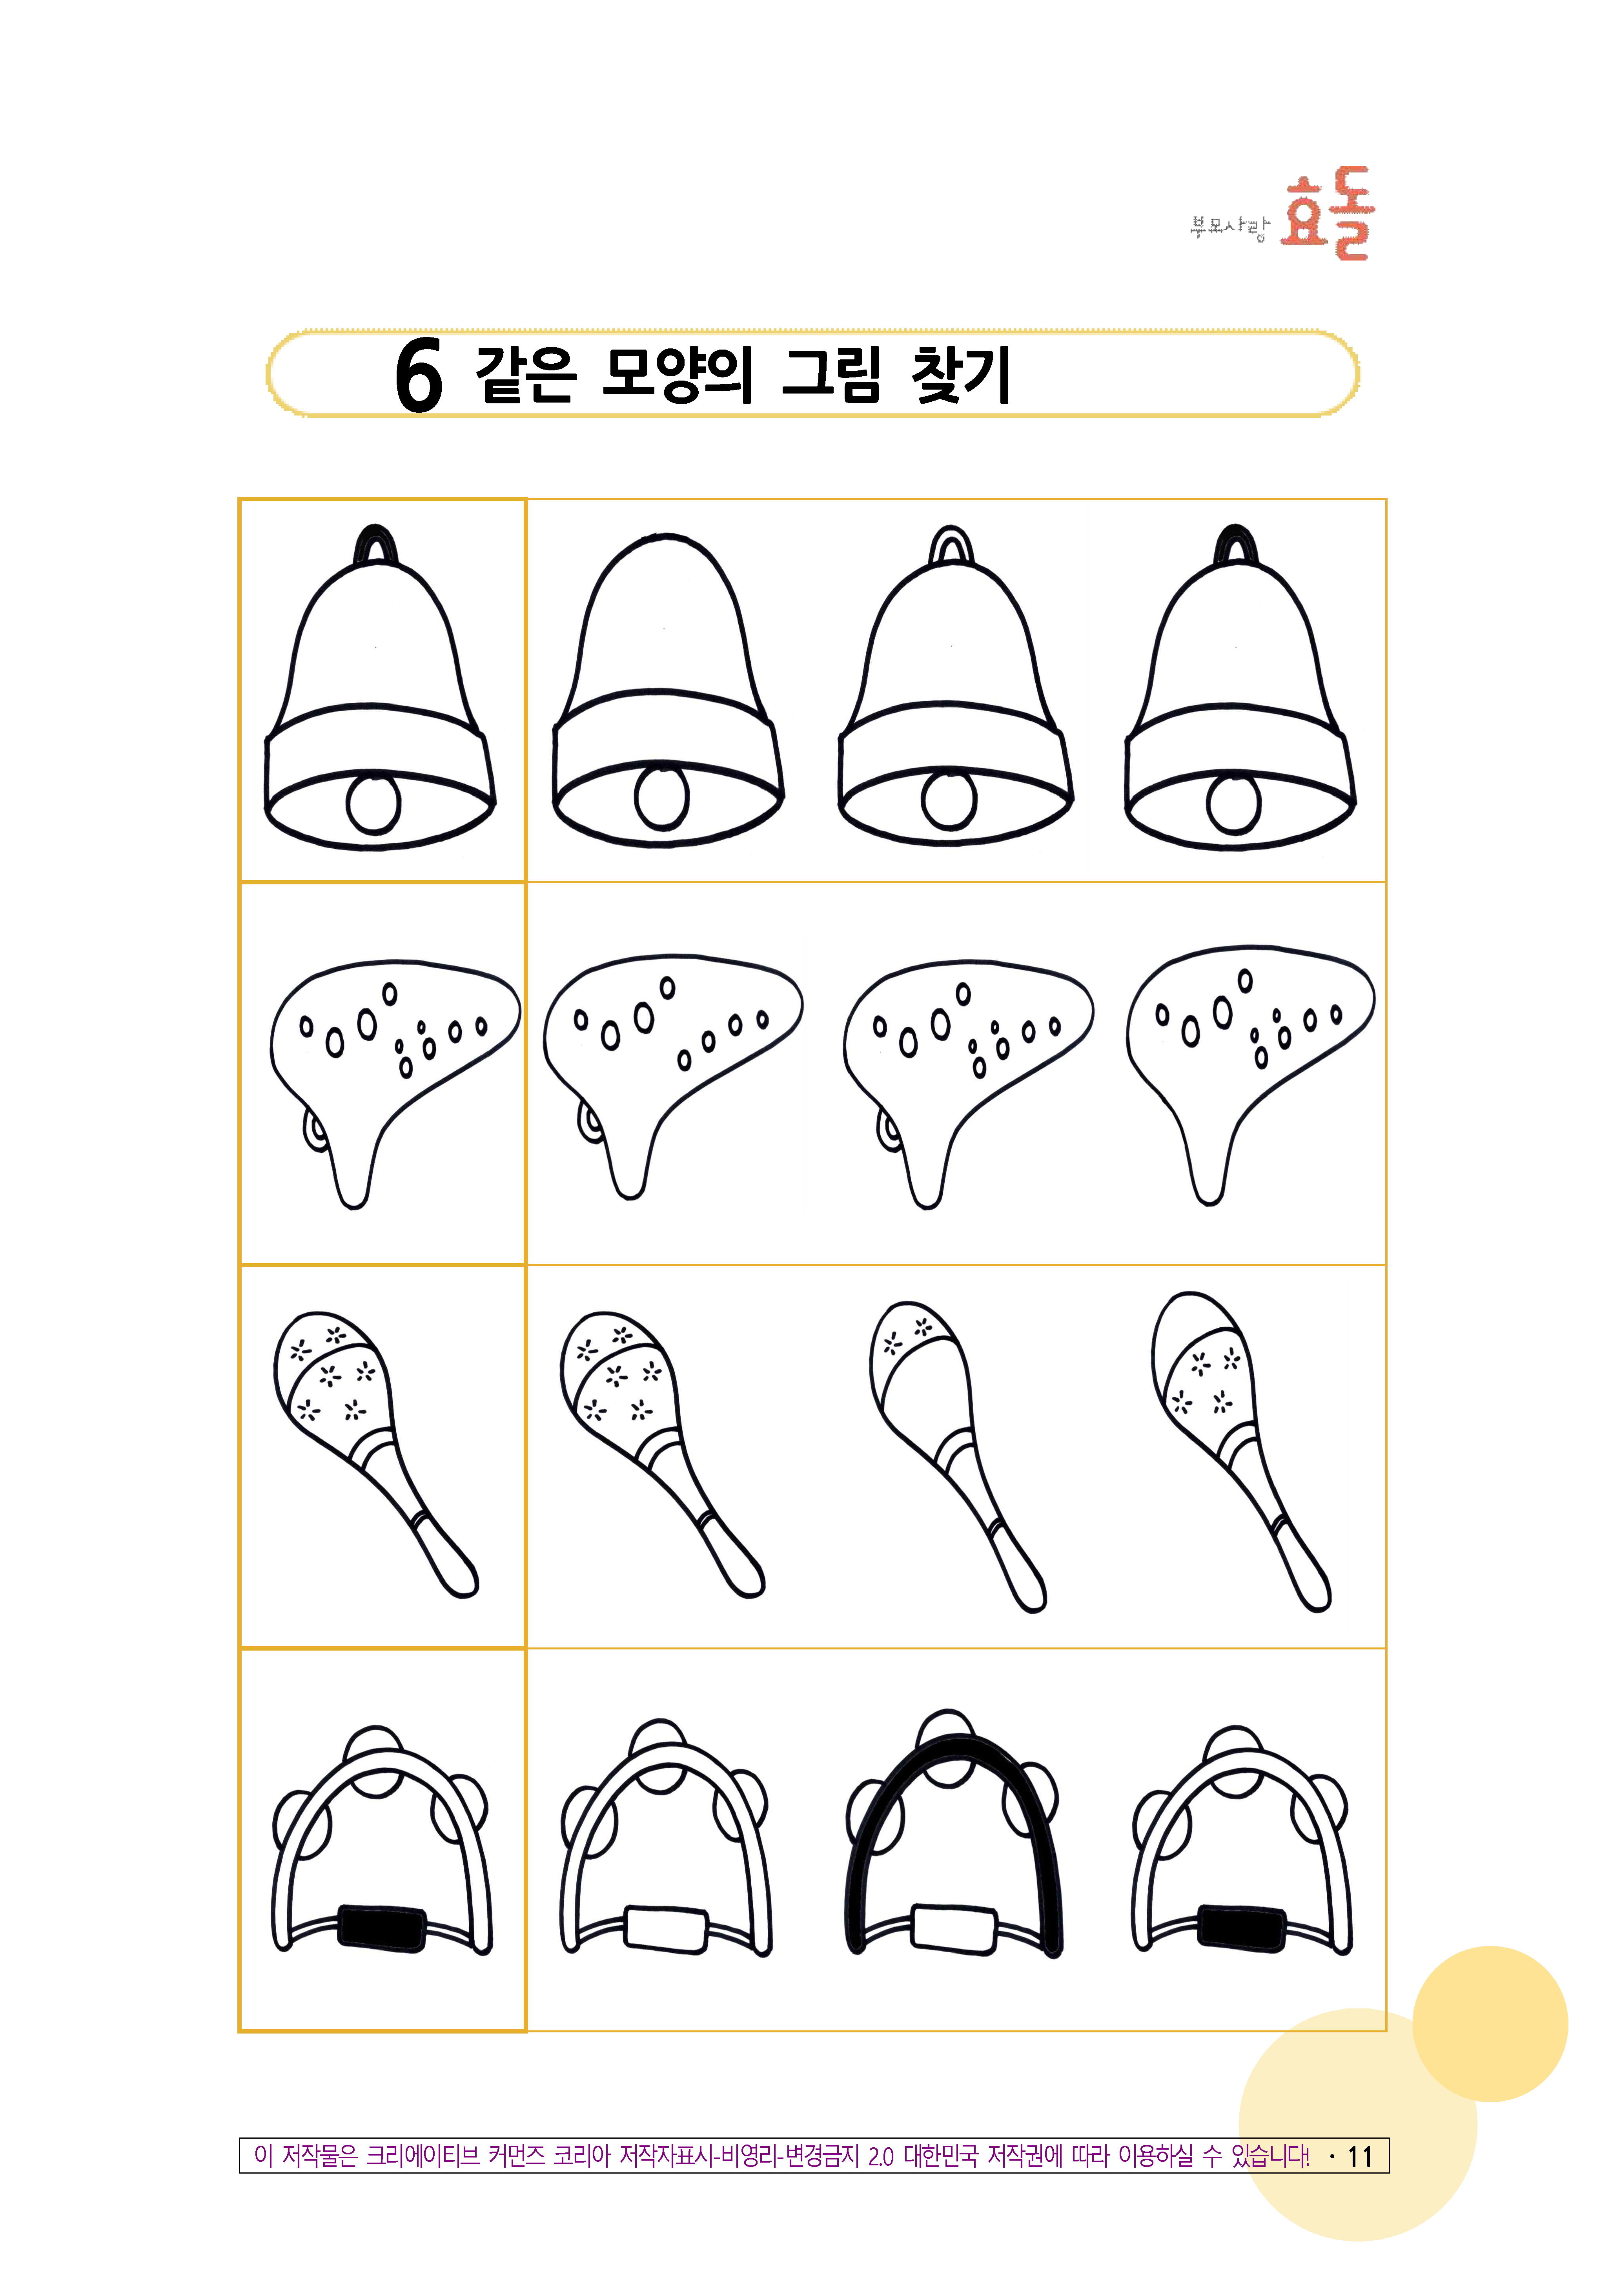 부모사랑 효돌
6 같은 모양의 그림 찾기
이 저작물은 크리에이티브 커먼즈 코리아 저작자표시-비영리-변경금지 2.0 대한민국 저작권에 따라 이용하실 수 있습니다! · 11